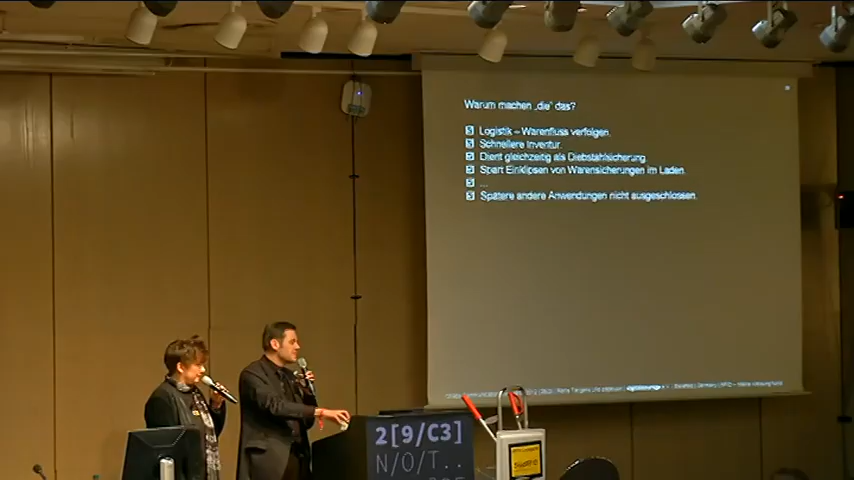 Warum machen „die“ das?
Logistik – Warenfluss verfolgen.
Schnellere Inventur.
Dient gleichzeitig als Diebstahlsicherung.
Spart Einklipsen von Warensicherungen im Laden.
...
Spätere andere Anwendungen nicht ausgeschlossen.
2[9/C3]
N/O/T..